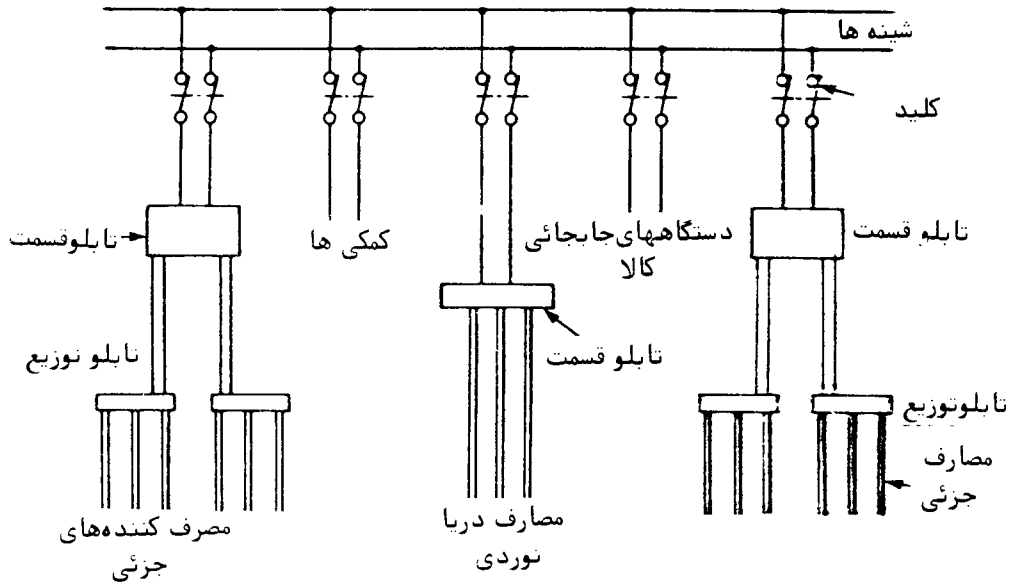 شینه ها
کلید
تابلوقسمت
کمکی ها
دستگاههای جابجائی
کالا
تابلو قسمت
تابلو قسمت
تابلو توزیع
تابلوتوزیع
مصارف
جزئی
مصارف دریا
نوردی
مصرف کننده‌های
جزئی